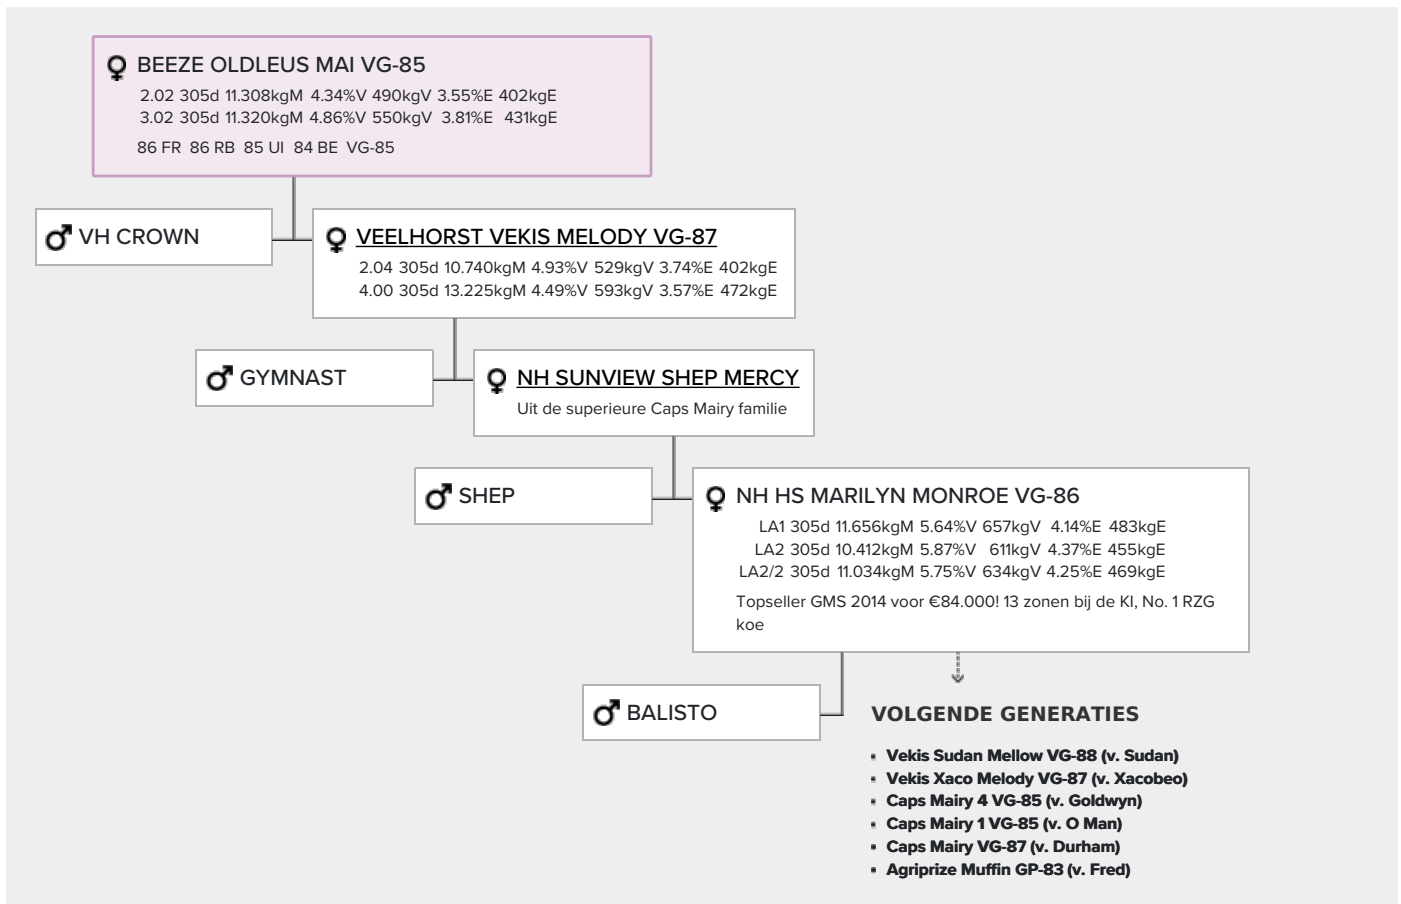 BEEZE OLDLEUS MAI VG-85
2.02 305d 11.308kgM 4.34%V 490kgV 3.55%E 402kgE
3.02 305d 11.320kgM 4.86%V 550kgV 3.81%E 431kgE
86 FR 86 RB 85 UI 84 BE VG-85
VH CROWN
VEELHORST VEKIS MELODY VG-87
2.04 305d 10.740kgM 4.93%V 529kgV 3.74%E 402kgE
4.00 305d 13.225kgM 4.49%V 593kgV 3.57%E 472kgE
GYMNAST
NH SUNVIEW SHEP MERCY
Uit de superieure Caps Mairy familie
SHEP
NH HS MARILYN MONROE VG-86
LA1 305d 11.656kgM 5.64%V 657kgV 4.14%E 483kgE
LA2 305d 10.412kgM 5.87%V 611kgV 4.37%E 455kgE
LA2/2 305d 11.034kgM 5.75%V 634kgV 4.25%E 469kgE
Topseller GMS 2014 voor €84.000! 13 zonen bij de KI, No. 1 RZG
koe
BALISTO
VOLGENDE GENERATIES
Vekis Sudan Mellow VG-88 (v. Sudan)
Vekis Xaco Melody VG-87 (v. Xacobeo)
Caps Mairy 4 VG-85 (v. Goldwyn)
Caps Mairy 1 VG-85 (v. O Man)
Caps Mairy VG-87 (v. Durham)
Agriprize Muffin GP-83 (v. Fred)